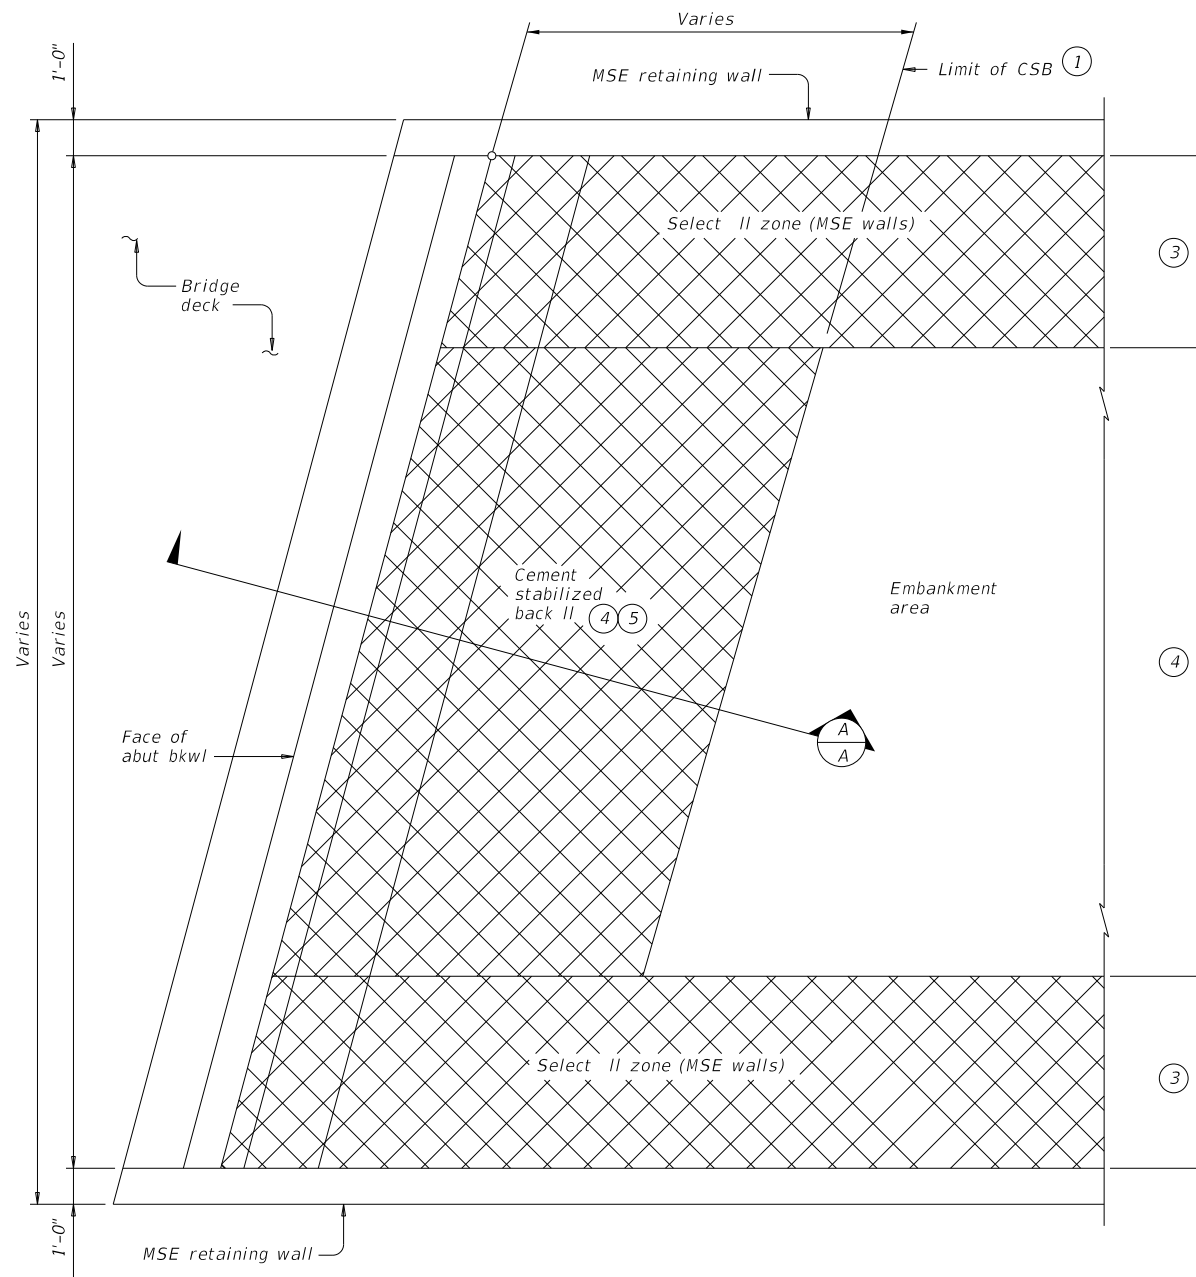 Varies
1'-0"
MSE retaining wall
Limit of CSB 1
Select ll zone (MSE walls)
3
Bridge
deck
Cement
stabilized
back ll 4 5
Embankment
area
Varies
Varies
4
Face of
abut bkwl
A
A
Select ll zone (MSE walls)
3
1'-0"
MSE retaining wall